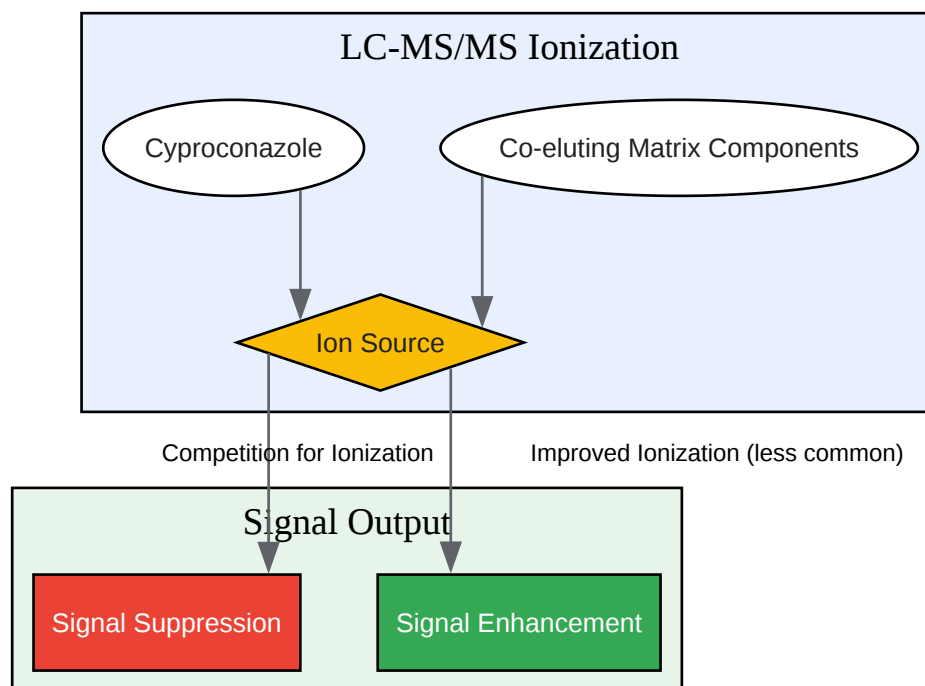 LC-MS/MS Ionization
Cyproconazole
Co-eluting Matrix Components
Ion Source
Competition for Ionization
Improved Ionization (less common)
Signal Output
Signal Suppression
Signal Enhancement